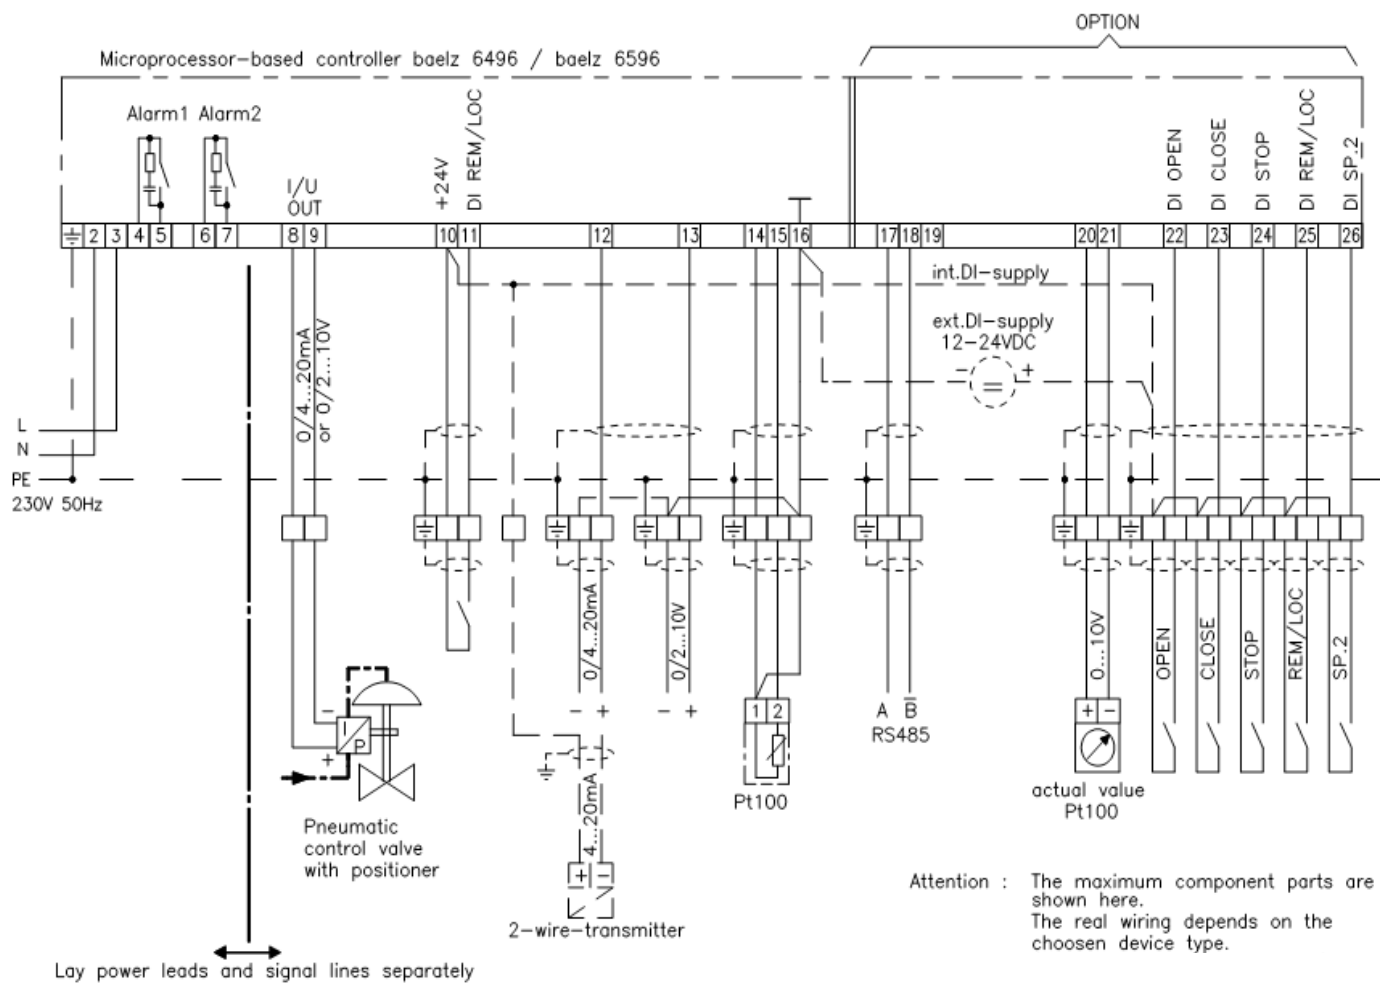 OPTION
Microprocessor-based controller baelz 6496 / baelz 6596
Alarm1 Alarm2
I/U
OUT
+24V
DI REM/LOC
DI OPEN
DI CLOSE
DI STOP
DI REM/LOC
DI SP.2
2 3 4 5 6 7 8 9 10 11 12 13 14 15 16 17 18 19 20 21 22 23 24 25 26
int.DI-supply
ext.DI-supply
12-24VDC
- = +
0/4...20mA
or 0/2...10V
L
N
PE
230V 50Hz
0/4...20mA
0/2...10V
0...10V
OPEN
CLOSE
STOP
REM/LOC
SP.2
- +
- +
1 2
A B̅
RS485
+ -
-
I
P
+
Pt100
actual value
Pt100
4...20mA
+ -
2-wire-transmitter
Pneumatic
control valve
with positioner
Attention : The maximum component parts are
shown here.
The real wiring depends on the
choosen device type.
Lay power leads and signal lines separately